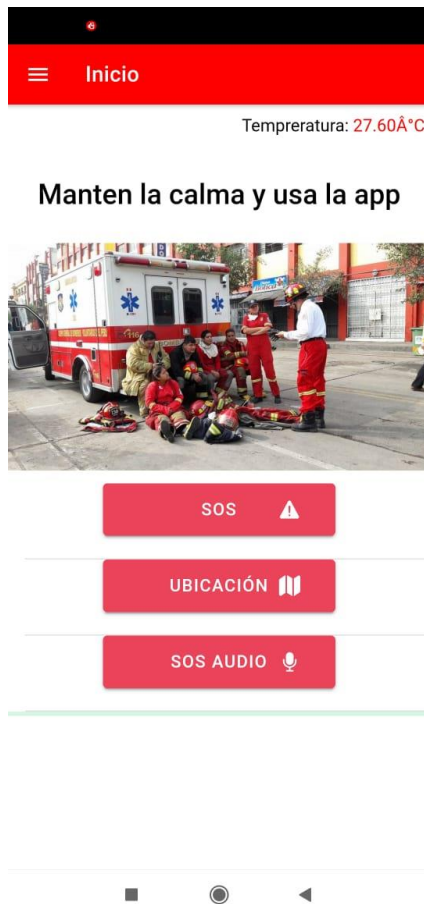 Inicio
Tempreratura: 27.60Â°C
Manten la calma y usa la app
SOS
UBICACIÓN
SOS AUDIO